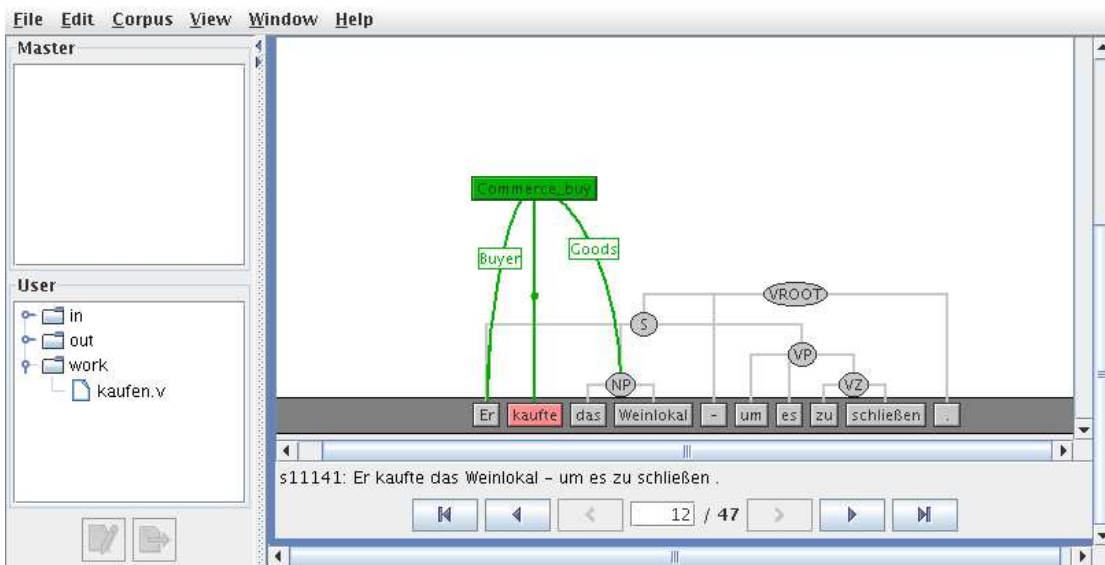 File Edit Corpus View Window Help
Master
User
in
out
work
kaufen.v
Commerce_buy
Buyer
Goods
VROOT
S
VP
NP
VZ
Er kaufte das Weinlokal - um es zu schließen .
s11141: Er kaufte das Weinlokal - um es zu schließen .
12 / 47